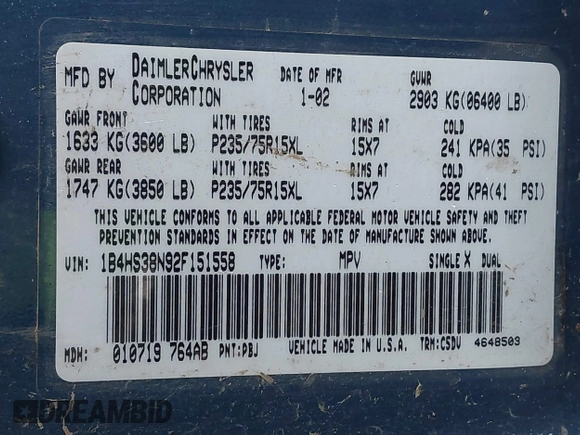 MFD BY DAIMLERCHRYSLER CORPORATION DATE OF MFR 1-02 GVWR 2903 KG(06400 LB)
GAWR FRONT WITH TIRES RIMS AT COLD
1633 KG(3600 LB) P235/75R15XL 15X7 241 KPA(35 PSI)
GAWR REAR WITH TIRES RIMS AT COLD
1747 KG(3850 LB) P235/75R15XL 15X7 282 KPA(41 PSI)
THIS VEHICLE CONFORMS TO ALL APPLICABLE FEDERAL MOTOR VEHICLE SAFETY AND THEFT
PREVENTION STANDARDS IN EFFECT ON THE DATE OF MANUFACTURE SHOWN ABOVE.
VIN: 1B4HS38N92F151558 TYPE: MPV SINGLE X DUAL
MDH: 010719 764AB PNT:PBJ VEHICLE MADE IN U.S.A. TRM:C5DV 4648503
DREAMBID